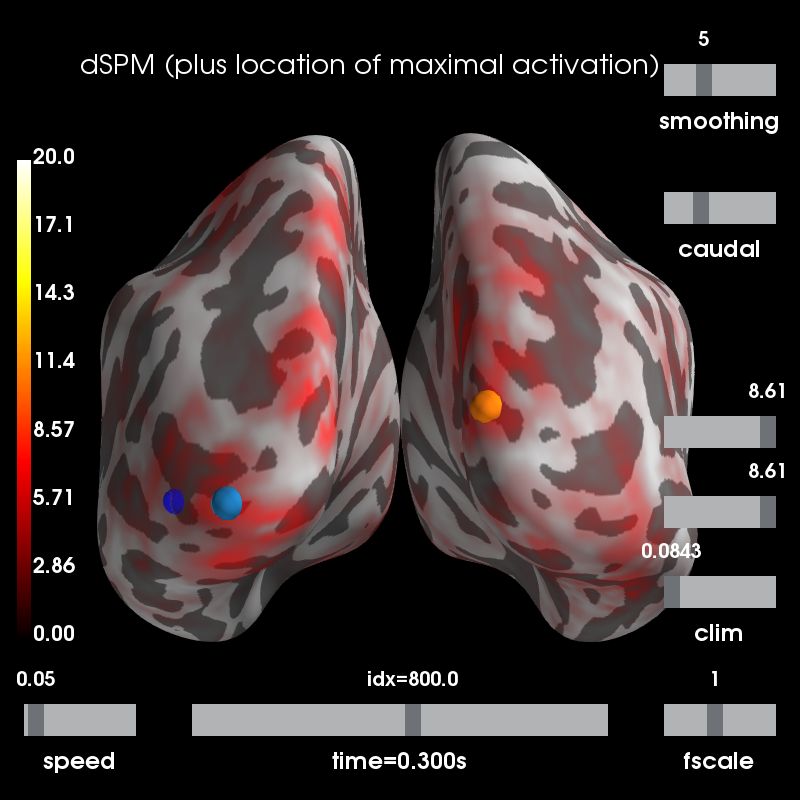 5
dSPM (plus location of maximal activation)
smoothing
20.0
17.1
14.3
11.4
8.57
5.71
2.86
0.00
caudal
8.61
8.61
0.0843
clim
0.05
speed
idx=800.0
time=0.300s
1
fscale